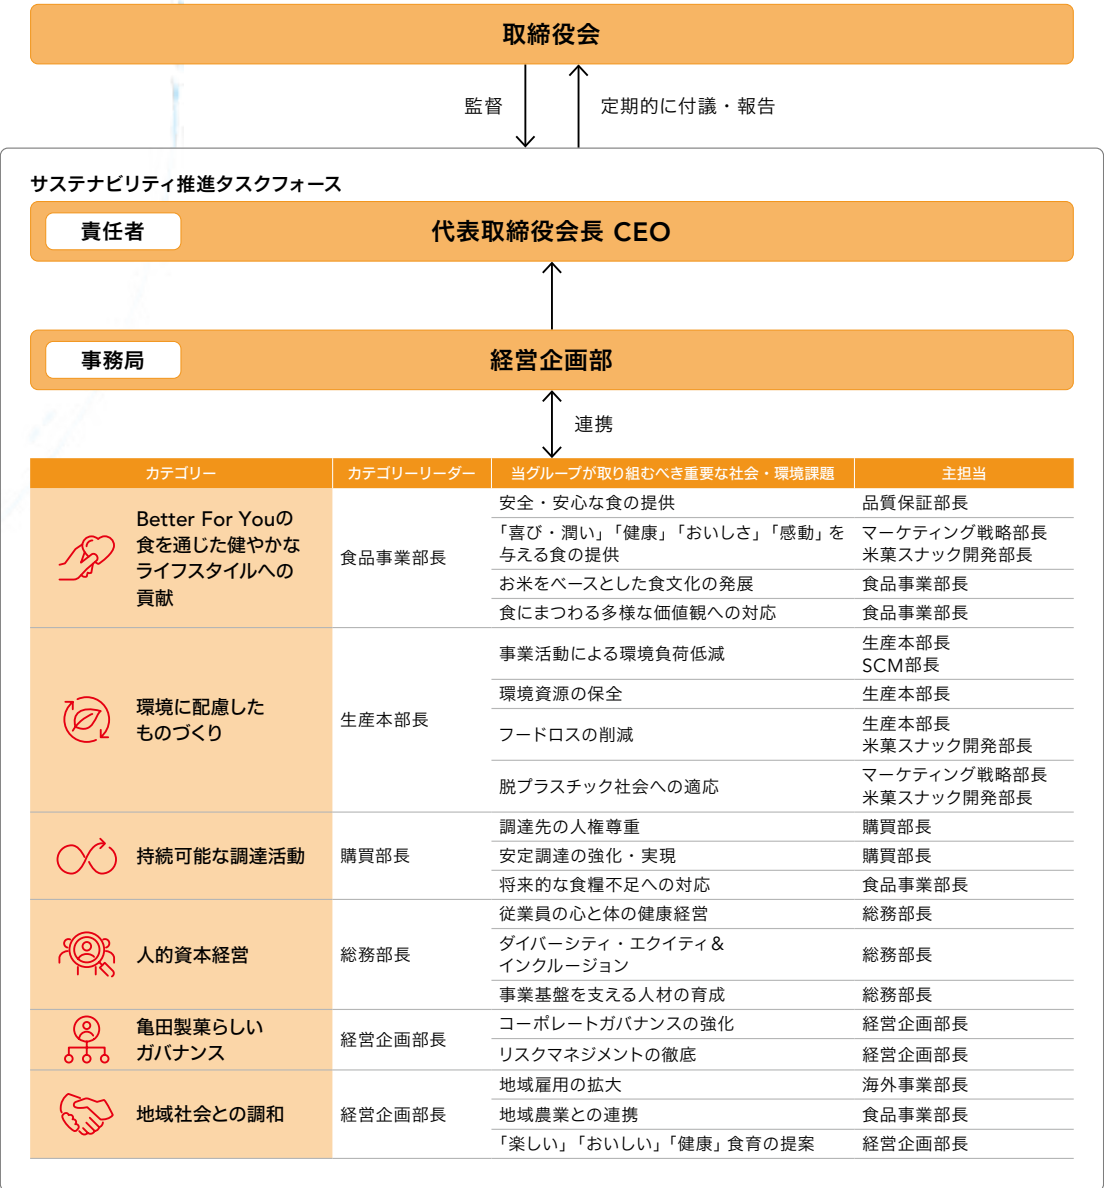 取締役会
監督
定期的に付議・報告
サステナビリティ推進タスクフォース
責任者
代表取締役会長 CEO
事務局
経営企画部
連携
カテゴリー
カテゴリーリーダー
当グループが取り組むべき重要な社会・環境課題
主担当
Better For Youの
食を通じた健やかな
ライフスタイルへの
貢献
食品事業部長
安全・安心な食の提供
品質保証部長
「喜び・潤い」「健康」「おいしさ」「感動」を
与える食の提供
マーケティング戦略部長
米菓スナック開発部長
お米をベースとした食文化の発展
食品事業部長
食にまつわる多様な価値観への対応
食品事業部長
環境に配慮した
ものづくり
生産本部長
事業活動による環境負荷低減
生産本部長
SCM部長
環境資源の保全
生産本部長
フードロスの削減
生産本部長
米菓スナック開発部長
脱プラスチック社会への適応
マーケティング戦略部長
米菓スナック開発部長
持続可能な調達活動
購買部長
調達先の人権尊重
購買部長
安定調達の強化・実現
購買部長
将来的な食糧不足への対応
食品事業部長
人的資本経営
総務部長
従業員の心と体の健康経営
総務部長
ダイバーシティ・エクイティ＆
インクルージョン
総務部長
事業基盤を支える人材の育成
総務部長
亀田製菓らしい
ガバナンス
経営企画部長
コーポレートガバナンスの強化
経営企画部長
リスクマネジメントの徹底
経営企画部長
地域社会との調和
経営企画部長
地域雇用の拡大
海外事業部長
地域農業との連携
食品事業部長
「楽しい」「おいしい」「健康」食育の提案
経営企画部長